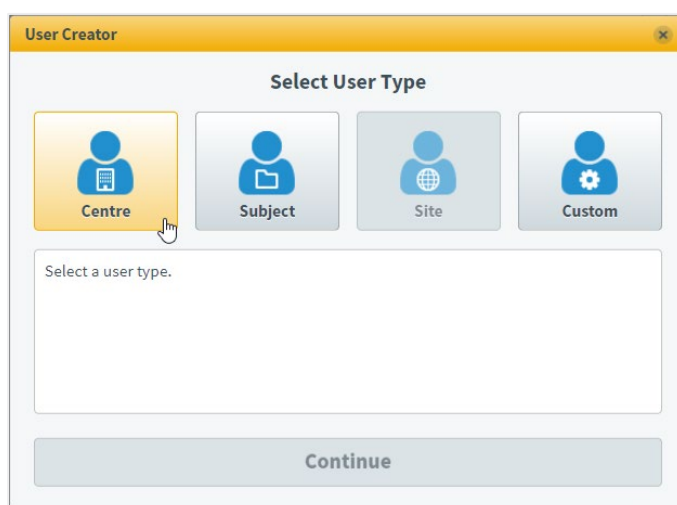 User Creator
Select User Type
Centre
Subject
Site
Custom
Select a user type.
Continue